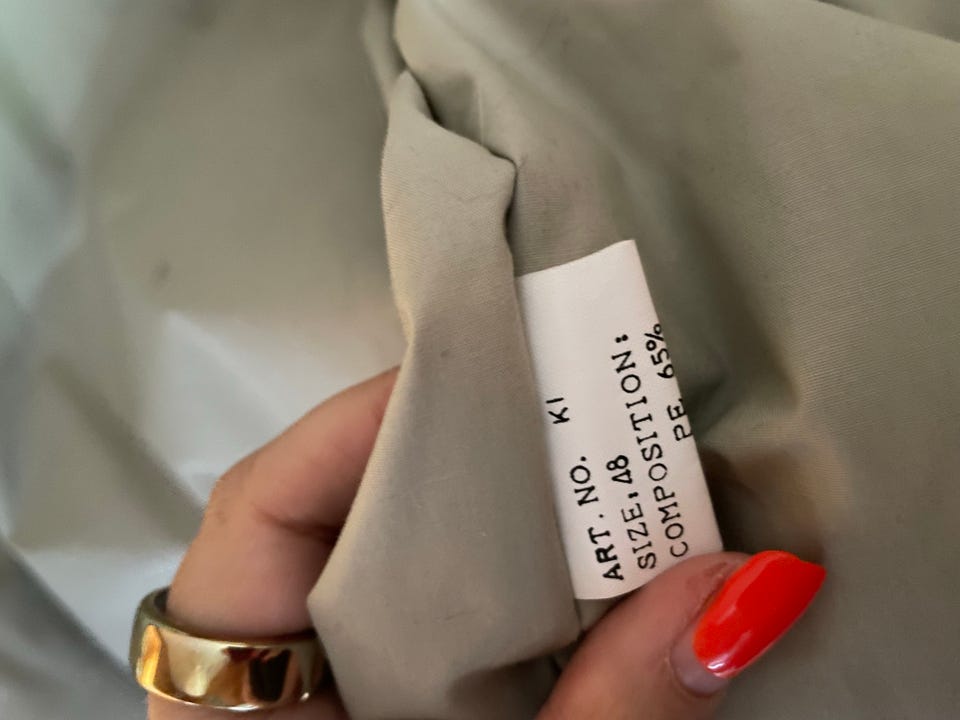 KI
ART.NO.
SIZE:48
COMPOSITION:
PE 65%